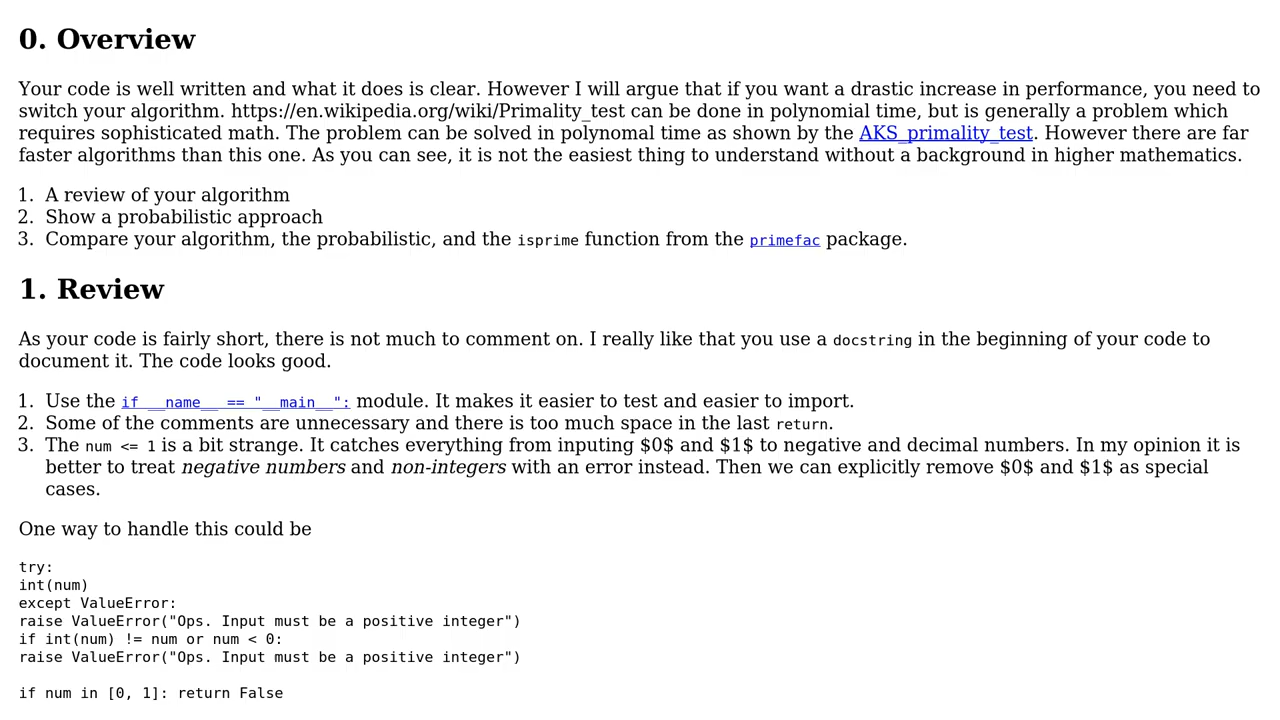 0. Overview
Your code is well written and what it does is clear. However I will argue that if you want a drastic increase in performance, you need to
switch your algorithm. https://en.wikipedia.org/wiki/Primality_test can be done in polynomial time, but is generally a problem which
requires sophisticated math. The problem can be solved in polynomal time as shown by the AKS_primality_test. However there are far
faster algorithms than this one. As you can see, it is not the easiest thing to understand without a background in higher mathematics.
1. A review of your algorithm
2. Show a probabilistic approach
3. Compare your algorithm, the probabilistic, and the isprime function from the primefac package.
1. Review
As your code is fairly short, there is not much to comment on. I really like that you use a docstring in the beginning of your code to
document it. The code looks good.
1. Use the if __name__ == "__main__": module. It makes it easier to test and easier to import.
2. Some of the comments are unnecessary and there is too much space in the last return.
3. The num <= 1 is a bit strange. It catches everything from inputing $0$ and $1$ to negative and decimal numbers. In my opinion it is
better to treat negative numbers and non-integers with an error instead. Then we can explicitly remove $0$ and $1$ as special
cases.
One way to handle this could be
try:
int(num)
except ValueError:
raise ValueError("Ops. Input must be a positive integer")
if int(num) != num or num < 0:
raise ValueError("Ops. Input must be a positive integer")
if num in [0, 1]: return False